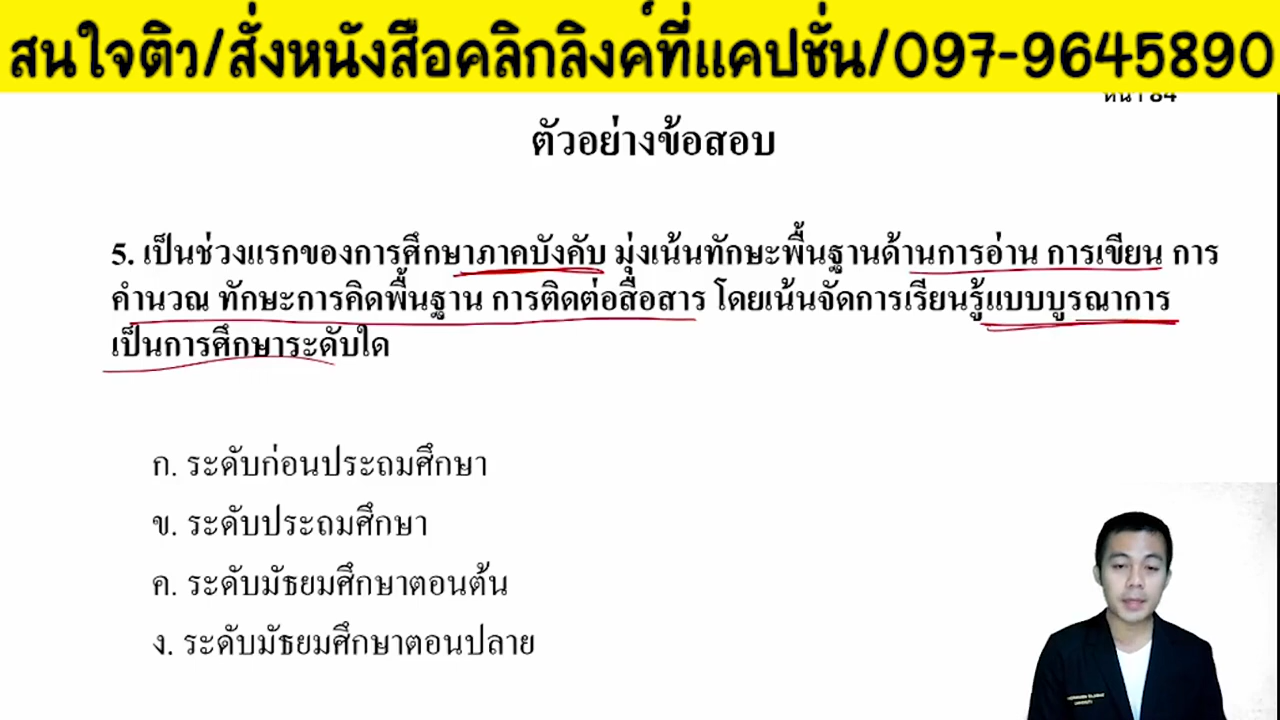 สนใจติว/สั่งหนังสือคลิกลิงค์ที่แคปชั่น/097-9645890
หน้า 84
ตัวอย่างข้อสอบ
5. เป็นช่วงแรกของการศึกษาภาคบังคับ มุ่งเน้นทักษะพื้นฐานด้านการอ่าน การเขียน การ
คำนวณ ทักษะการคิดพื้นฐาน การติดต่อสื่อสาร โดยเน้นจัดการเรียนรู้แบบบูรณาการ
เป็นการศึกษาระดับใด
ก. ระดับก่อนประถมศึกษา
ข. ระดับประถมศึกษา
ค. ระดับมัธยมศึกษาตอนต้น
ง. ระดับมัธยมศึกษาตอนปลาย